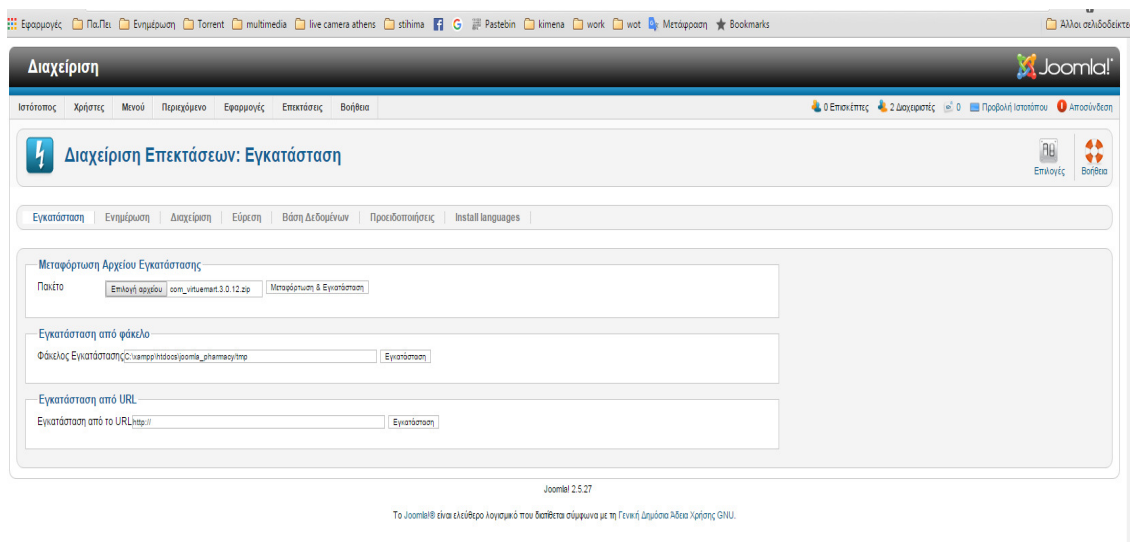 Εφαρμογές Πα.Πει Ενημέρωση Torrent multimedia live camera athens stihima G Pastebin kimena work wot Μετάφραση Bookmarks Άλλοι σελιδοδείκτε
Διαχείριση Joomla!
Ιστότοπος Χρήστες Μενού Περιεχόμενο Εφαρμογές Επεκτάσεις Βοήθεια 0 Επισκέπτες 2 Διαχειριστές 0 Προβολή Ιστοτόπου Αποσύνδεση
Διαχείριση Επεκτάσεων: Εγκατάσταση Επιλογές Βοήθεια
Εγκατάσταση Ενημέρωση Διαχείριση Εύρεση Βάση Δεδομένων Προειδοποιήσεις Install languages
Μεταφόρτωση Αρχείου Εγκατάστασης
Πακέτο Επιλογή αρχείου com_virtuemart.3.0.12.zip Μεταφόρτωση & Εγκατάσταση
Εγκατάσταση από φάκελο
Φάκελος Εγκατάστασης C:\xampp\htdocs\joomla_pharmacy/tmp Εγκατάσταση
Εγκατάσταση από URL
Εγκατάσταση από το URL http:// Εγκατάσταση
Joomla! 2.5.27
Το Joomla!® είναι ελεύθερο λογισμικό που διατίθεται σύμφωνα με τη Γενική Δημόσια Άδεια Χρήσης GNU.